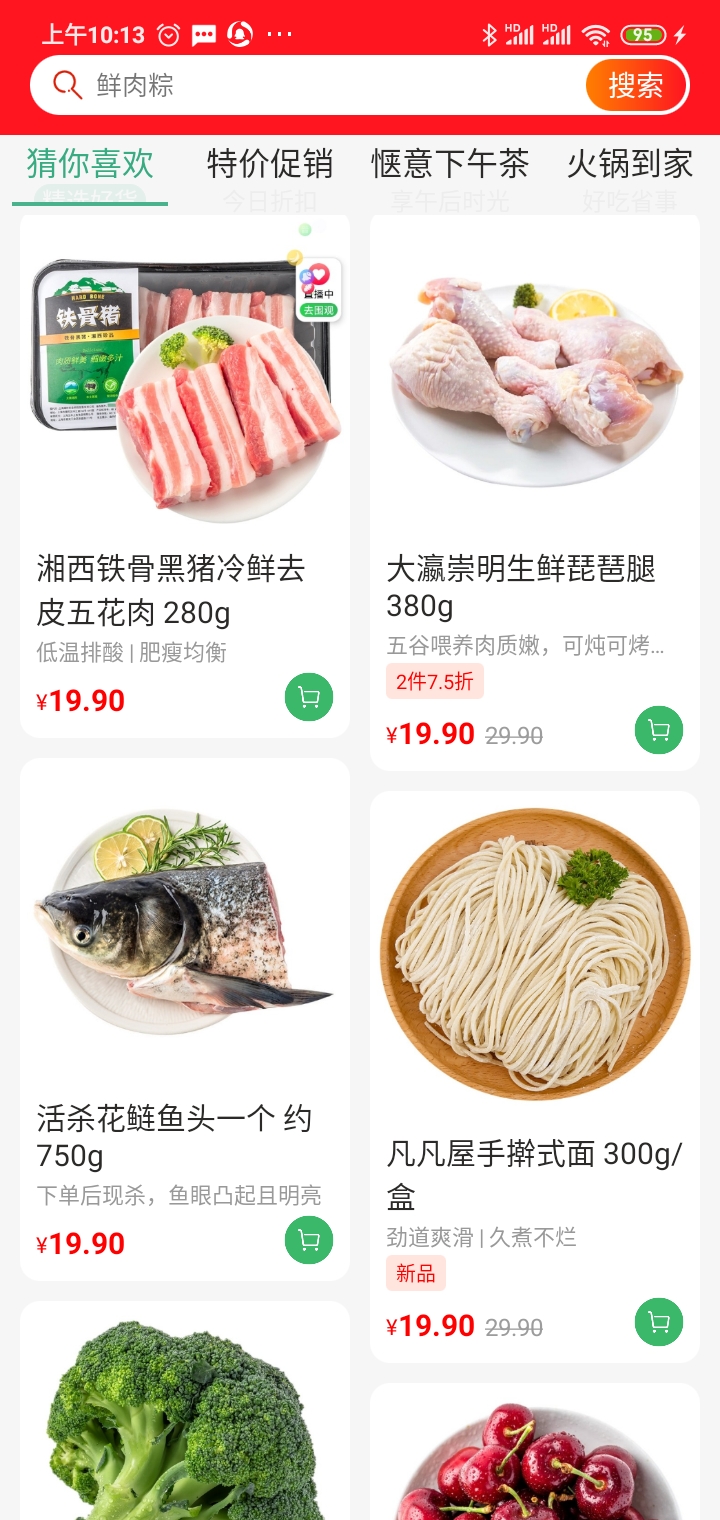 上午10:13
HD
HD
95
鲜肉粽
搜索
猜你喜欢
特价促销
惬意下午茶
火锅到家
精选好货
今日折扣
享午后时光
好吃省事
铁骨猪
直播中
去围观
湘西铁骨黑猪冷鲜去
皮五花肉 280g
低温排酸 | 肥瘦均衡
¥19.90
大瀛崇明生鲜琵琶腿
380g
五谷喂养肉质嫩，可炖可烤...
2件7.5折
¥19.90 29.90
活杀花鲢鱼头一个 约
750g
下单后现杀，鱼眼凸起且明亮
¥19.90
凡凡屋手擀式面 300g/
盒
劲道爽滑 | 久煮不烂
新品
¥19.90 29.90